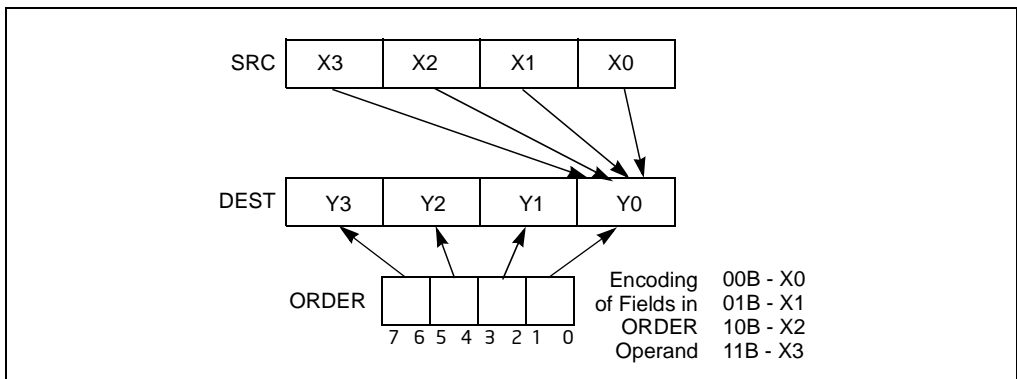 SRC X3 X2 X1 X0
DEST Y3 Y2 Y1 Y0
ORDER
7 6 5 4 3 2 1 0
Encoding 00B - X0
of Fields in 01B - X1
ORDER 10B - X2
Operand 11B - X3